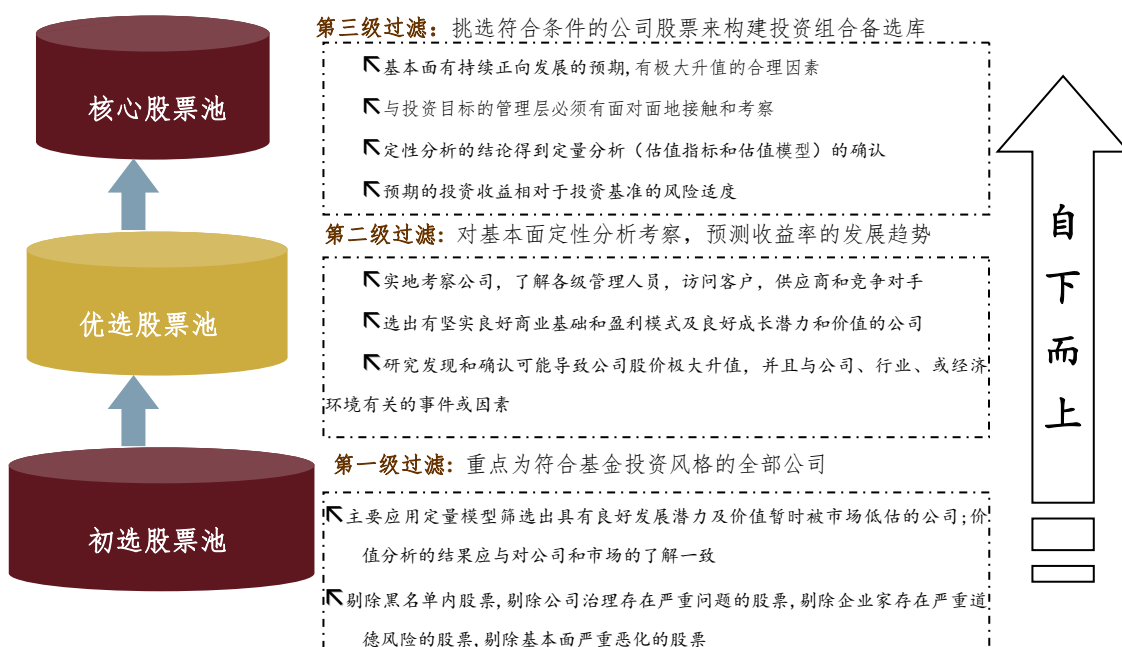 第三级过滤：挑选符合条件的公司股票来构建投资组合备选库
基本面有持续正向发展的预期,有极大升值的合理因素
与投资目标的管理层必须有面对面地接触和考察
定性分析的结论得到定量分析（估值指标和估值模型）的确认
预期的投资收益相对于投资基准的风险适度
核心股票池
第二级过滤：对基本面定性分析考察，预测收益率的发展趋势
实地考察公司，了解各级管理人员，访问客户，供应商和竞争对手
选出有坚实良好商业基础和盈利模式及良好成长潜力和价值的公司
研究发现和确认可能导致公司股价极大升值，并且与公司、行业、或经济
环境有关的事件或因素
优选股票池
第一级过滤：重点为符合基金投资风格的全部公司
主要应用定量模型筛选出具有良好发展潜力及价值暂时被市场低估的公司;价
值分析的结果应与对公司和市场的了解一致
剔除黑名单内股票,剔除公司治理存在严重问题的股票,剔除企业家存在严重道
德风险的股票,剔除基本面严重恶化的股票
初选股票池
自
下
而
上